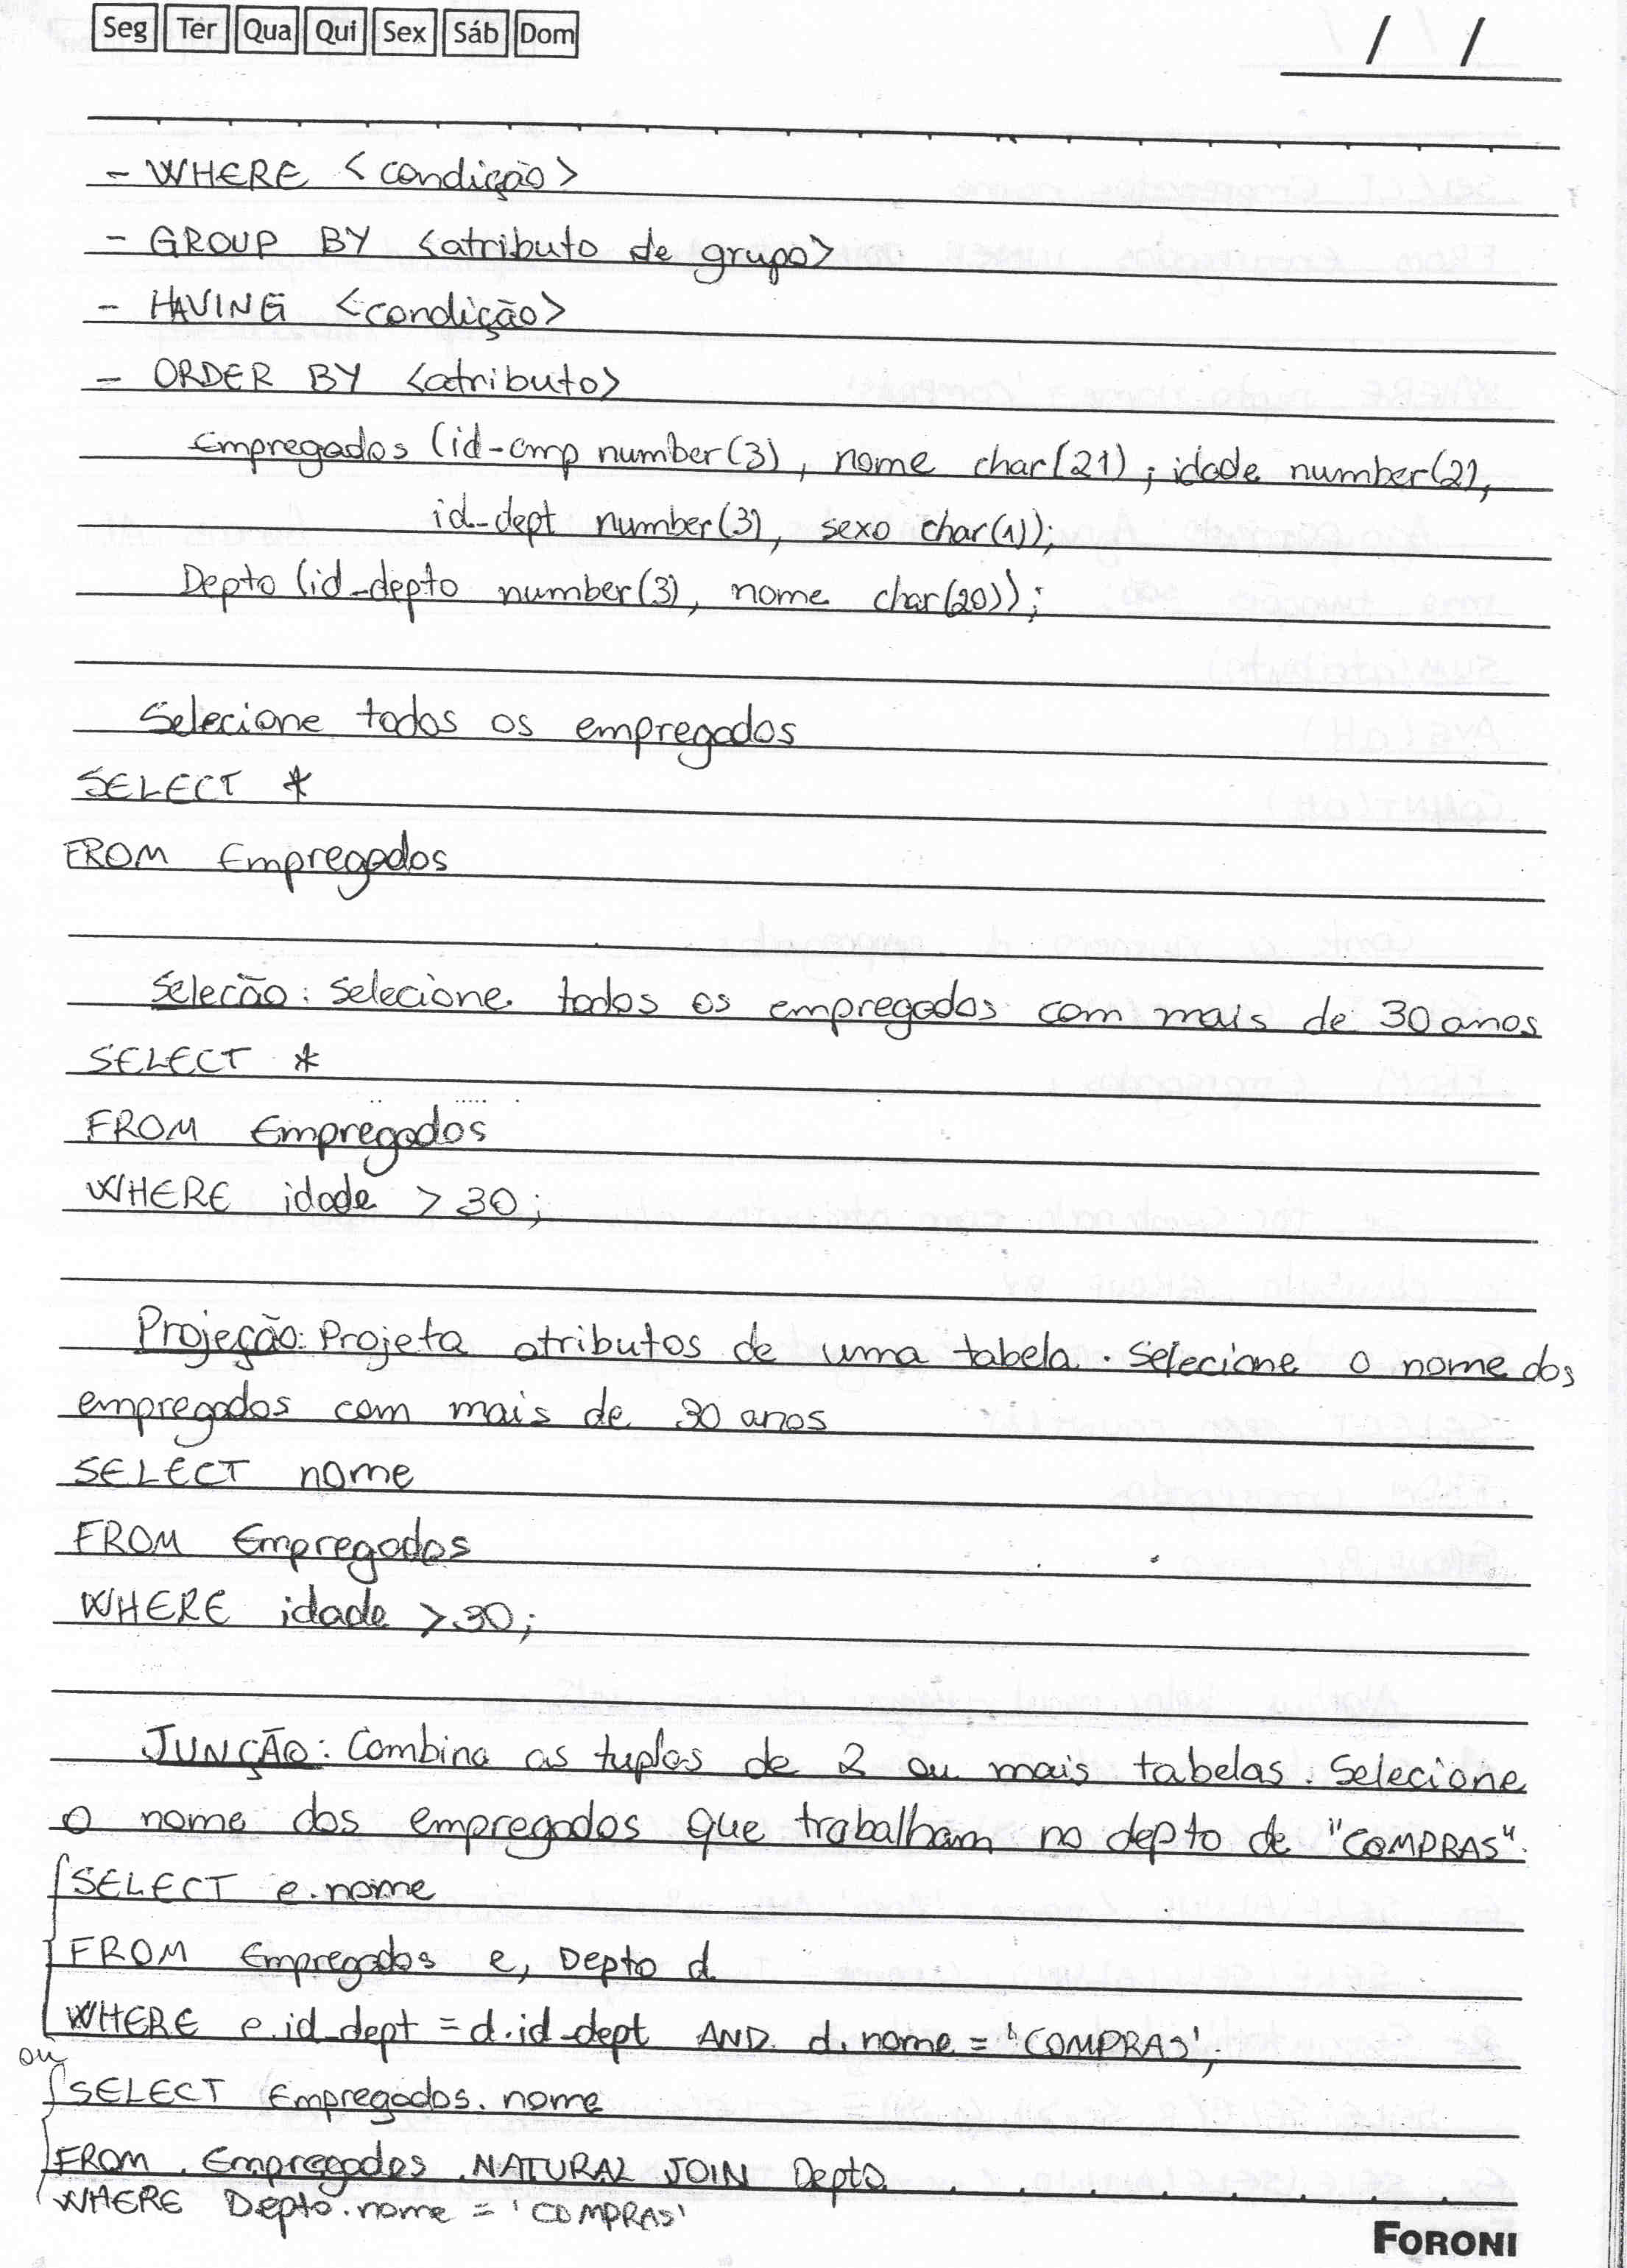 Seg Ter Qua Qui Sex Sáb Dom
/ /
- WHERE <condição>
- GROUP BY <atributo de grupo>
- HAVING <condição>
- ORDER BY <atributo>
Empregados (id-emp number(3), nome char(21); idade number(2),
id-dept number(3), sexo char(1));
Depto (id-depto number(3), nome char(20));
Selecione todos os empregados
SELECT *
FROM Empregados
Selecão: Selecione todos os empregados com mais de 30 anos
SELECT *
FROM Empregados
WHERE idade > 30;
Projeção: Projeta atributos de uma tabela. Selecione o nome dos
empregados com mais de 30 anos
SELECT nome
FROM Empregados
WHERE idade > 30;
JUNÇÃO: Combina as tuplas de 2 ou mais tabelas. Selecione
o nome dos empregados que trabalham no depto de "COMPRAS".
SELECT e.nome
FROM Empregados e, Depto d
WHERE e.id_dept = d.id_dept AND d.nome = 'COMPRAS';
ou
SELECT Empregados.nome
FROM Empregados NATURAL JOIN Depto
WHERE Depto.nome = 'COMPRAS'
FORONI